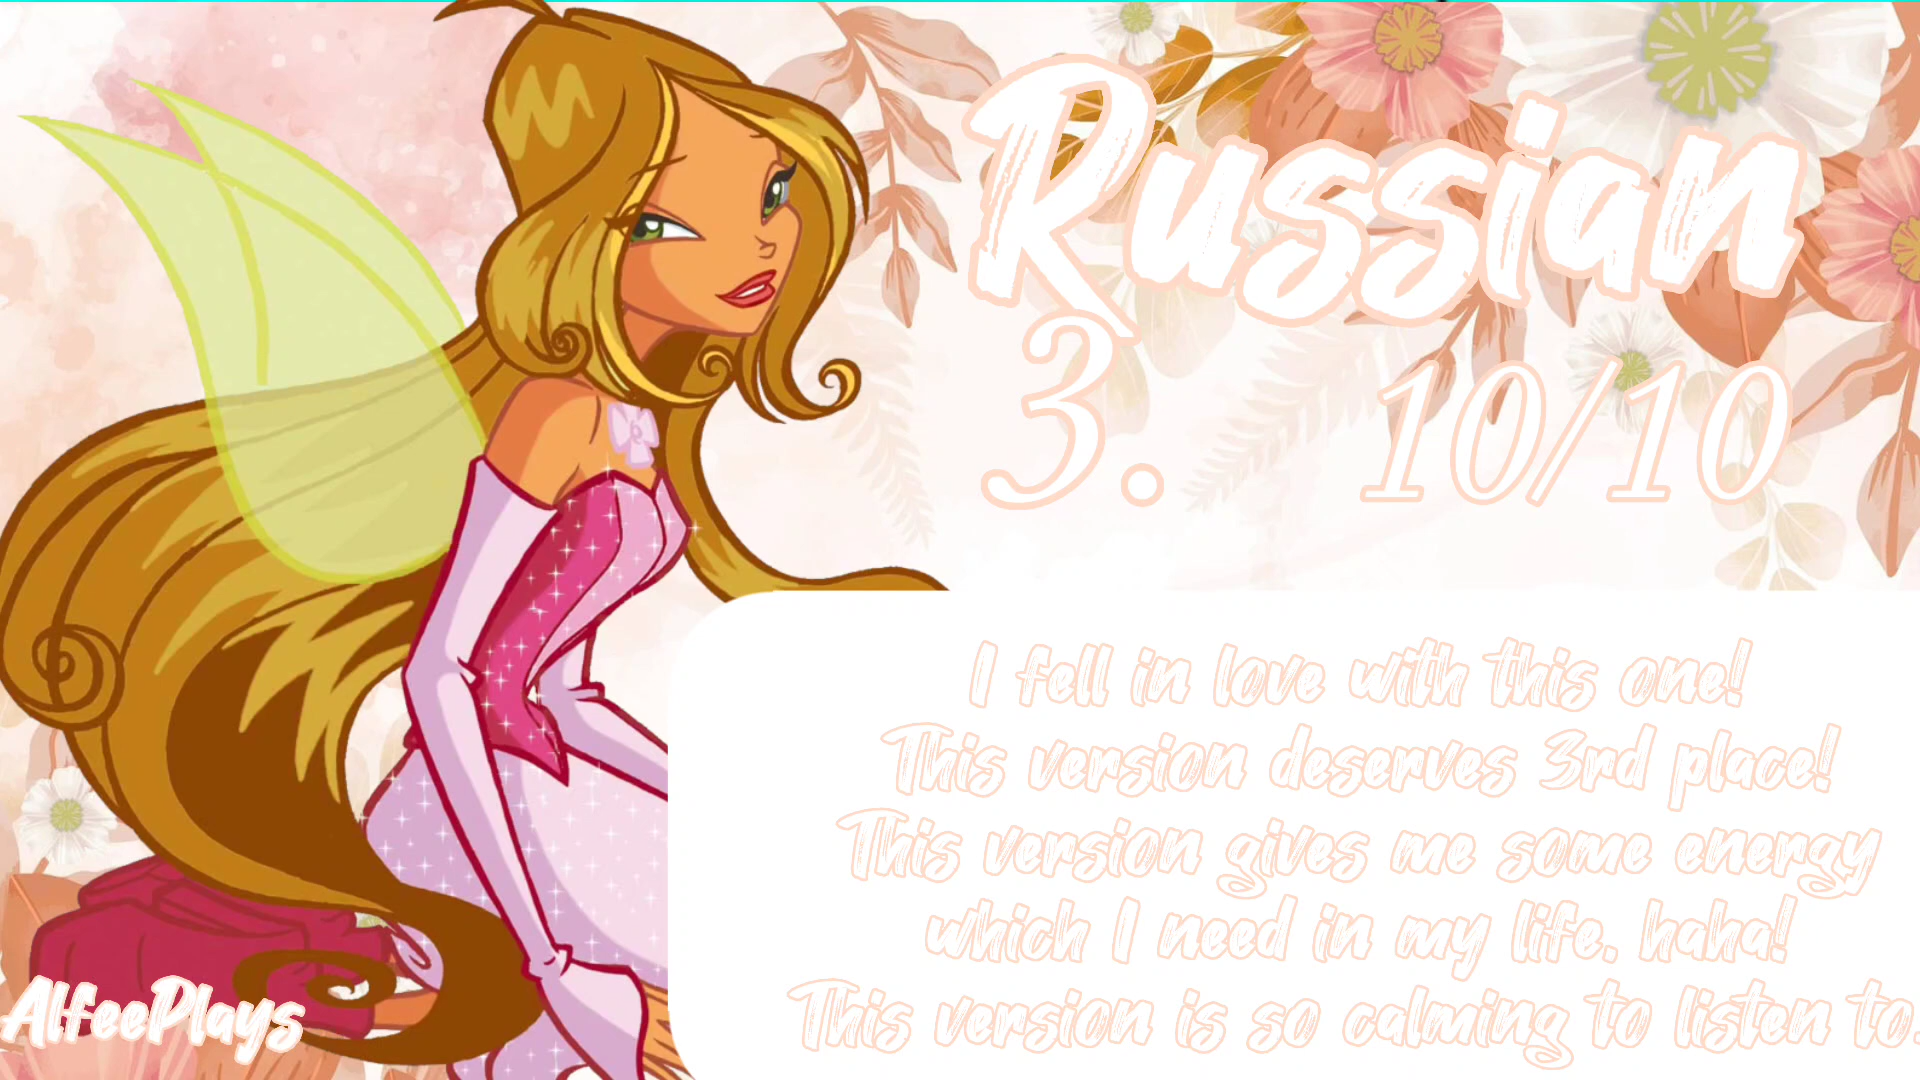 Russian
3. 10/10
I fell in love with this one!
This version deserves 3rd place!
This version gives me some energy
which I need in my life. haha!
This version is so calming to listen to.
AlfeePlays